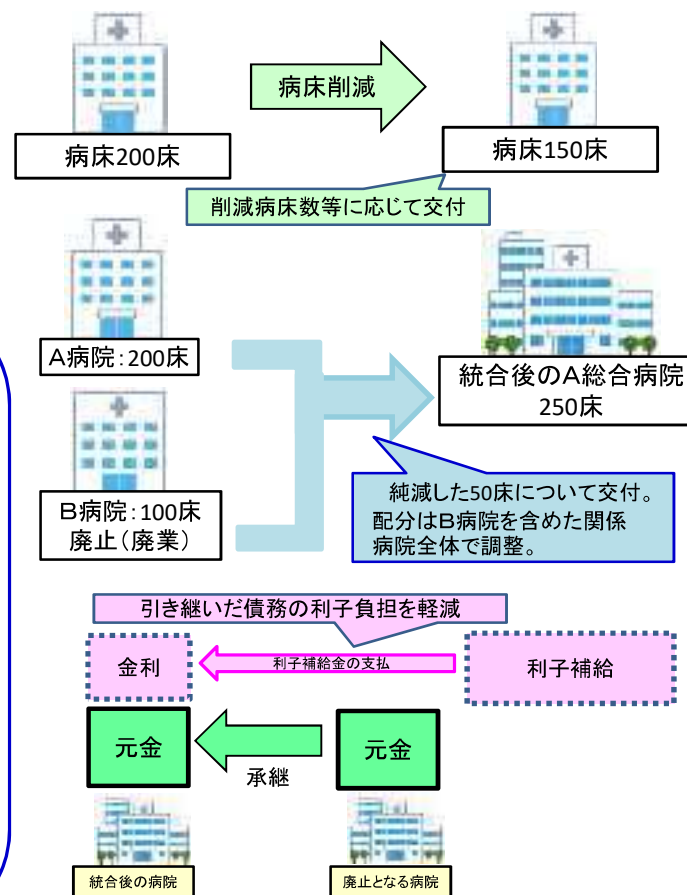 病床削減
病床200床
病床150床
削減病床数等に応じて交付
A病院：200床
統合後のA総合病院
250床
B病院：100床
廃止（廃業）
純減した50床について交付。
配分はB病院を含めた関係
病院全体で調整。
引き継いだ債務の利子負担を軽減
金利
利子補給金の支払
利子補給
元金
元金
承継
統合後の病院
廃止となる病院